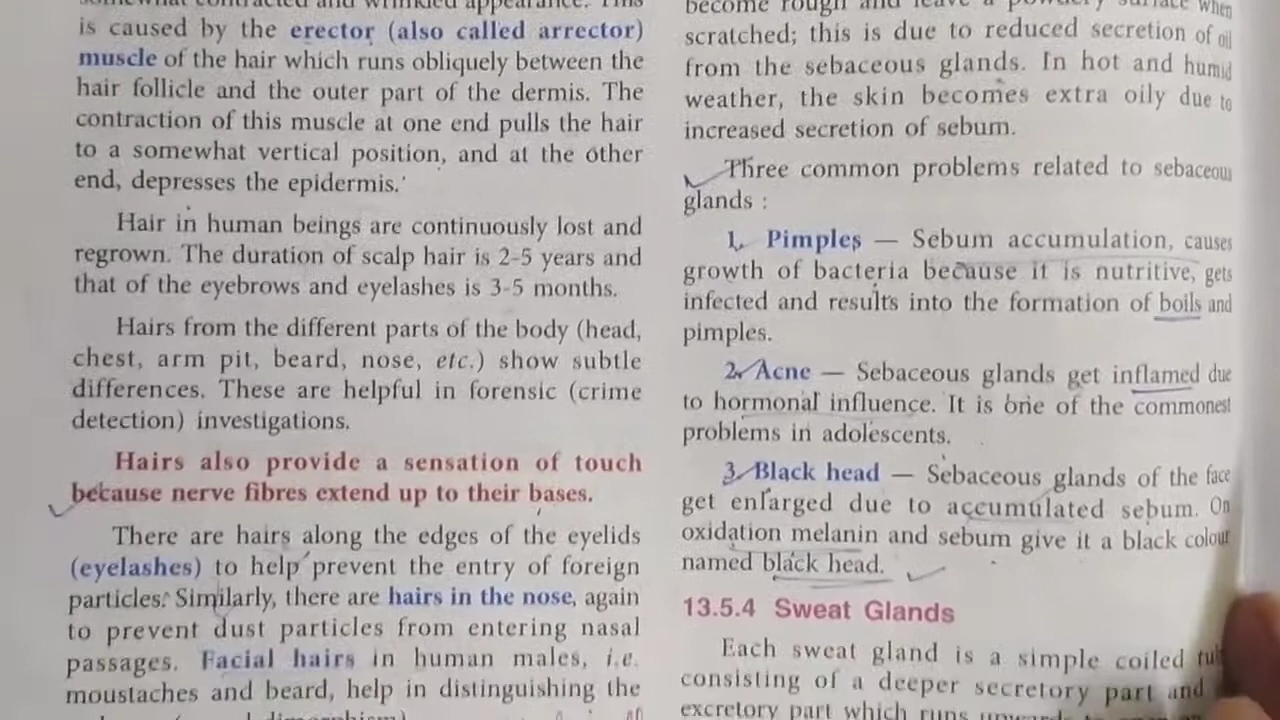 somewhat contracted and wrinkled appearance. This
is caused by the erector (also called arrector)
muscle of the hair which runs obliquely between the
hair follicle and the outer part of the dermis. The
contraction of this muscle at one end pulls the hair
to a somewhat vertical position, and at the other
end, depresses the epidermis.
Hair in human beings are continuously lost and
regrown. The duration of scalp hair is 2-5 years and
that of the eyebrows and eyelashes is 3-5 months.
Hairs from the different parts of the body (head,
chest, arm pit, beard, nose, etc.) show subtle
differences. These are helpful in forensic (crime
detection) investigations.
Hairs also provide a sensation of touch
because nerve fibres extend up to their bases.
There are hairs along the edges of the eyelids
(eyelashes) to help prevent the entry of foreign
particles. Similarly, there are hairs in the nose, again
to prevent dust particles from entering nasal
passages. Facial hairs in human males, i.e.
moustaches and beard, help in distinguishing the
become rough and leave a powdery surface when
scratched; this is due to reduced secretion of oil
from the sebaceous glands. In hot and humid
weather, the skin becomes extra oily due to
increased secretion of sebum.
Three common problems related to sebaceous
glands :
1. Pimples — Sebum accumulation, causes
growth of bacteria because it is nutritive, gets
infected and results into the formation of boils and
pimples.
2. Acne — Sebaceous glands get inflamed due
to hormonal influence. It is one of the commonest
problems in adolescents.
3. Black head — Sebaceous glands of the face
get enlarged due to accumulated sebum. On
oxidation melanin and sebum give it a black colour
named black head.
13.5.4 Sweat Glands
Each sweat gland is a simple coiled
consisting of a deeper secretory part and
excretory part which runs upwards